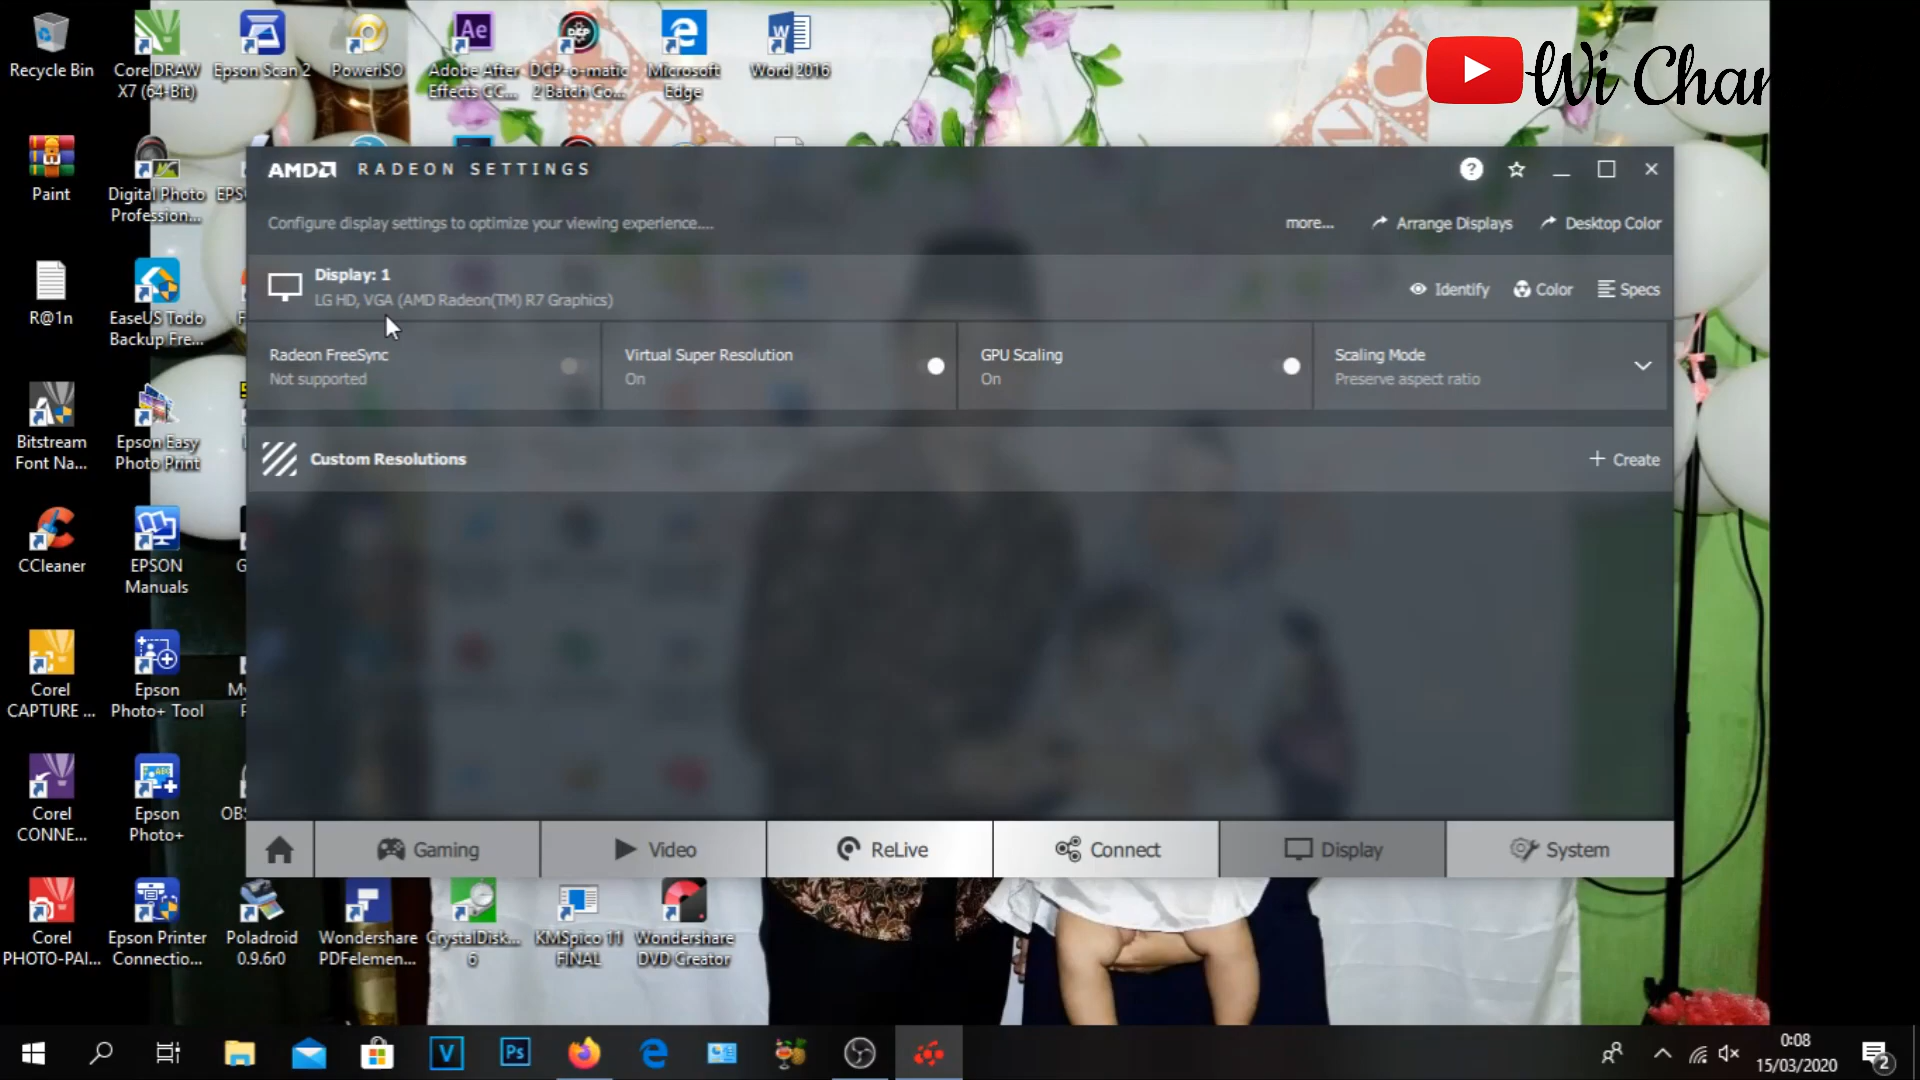 Recycle Bin
CorelDRAW
X7 (64-Bit)
Epson Scan 2
PowerISO
Adobe After
Effects CC...
DCP-o-matic
2 Batch Co...
Microsoft
Edge
Word 2016
Wi Chan
Paint
Digital Photo
Profession...
EPS
AMD RADEON SETTINGS
Configure display settings to optimize your viewing experience....
more...
Arrange Displays
Desktop Color
Display: 1
LG HD, VGA (AMD Radeon(TM) R7 Graphics)
Identify
Color
Specs
Radeon FreeSync
Not supported
Virtual Super Resolution
On
GPU Scaling
On
Scaling Mode
Preserve aspect ratio
Custom Resolutions
Create
R@1n
EaseUS Todo
Backup Fre...
Bitstream
Font Na...
Epson Easy
Photo Print
CCleaner
EPSON
Manuals
Corel
CAPTURE ...
Epson
Photo+ Tool
Corel
CONNE...
Epson
Photo+
OBS
Gaming
Video
ReLive
Connect
Display
System
Corel
PHOTO-PAI...
Epson Printer
Connectio...
Poladroid
0.9.6r0
Wondershare
PDFelemen...
CrystalDisk...
6
KMSpico 11
FINAL
Wondershare
DVD Creator
0:08
15/03/2020
2